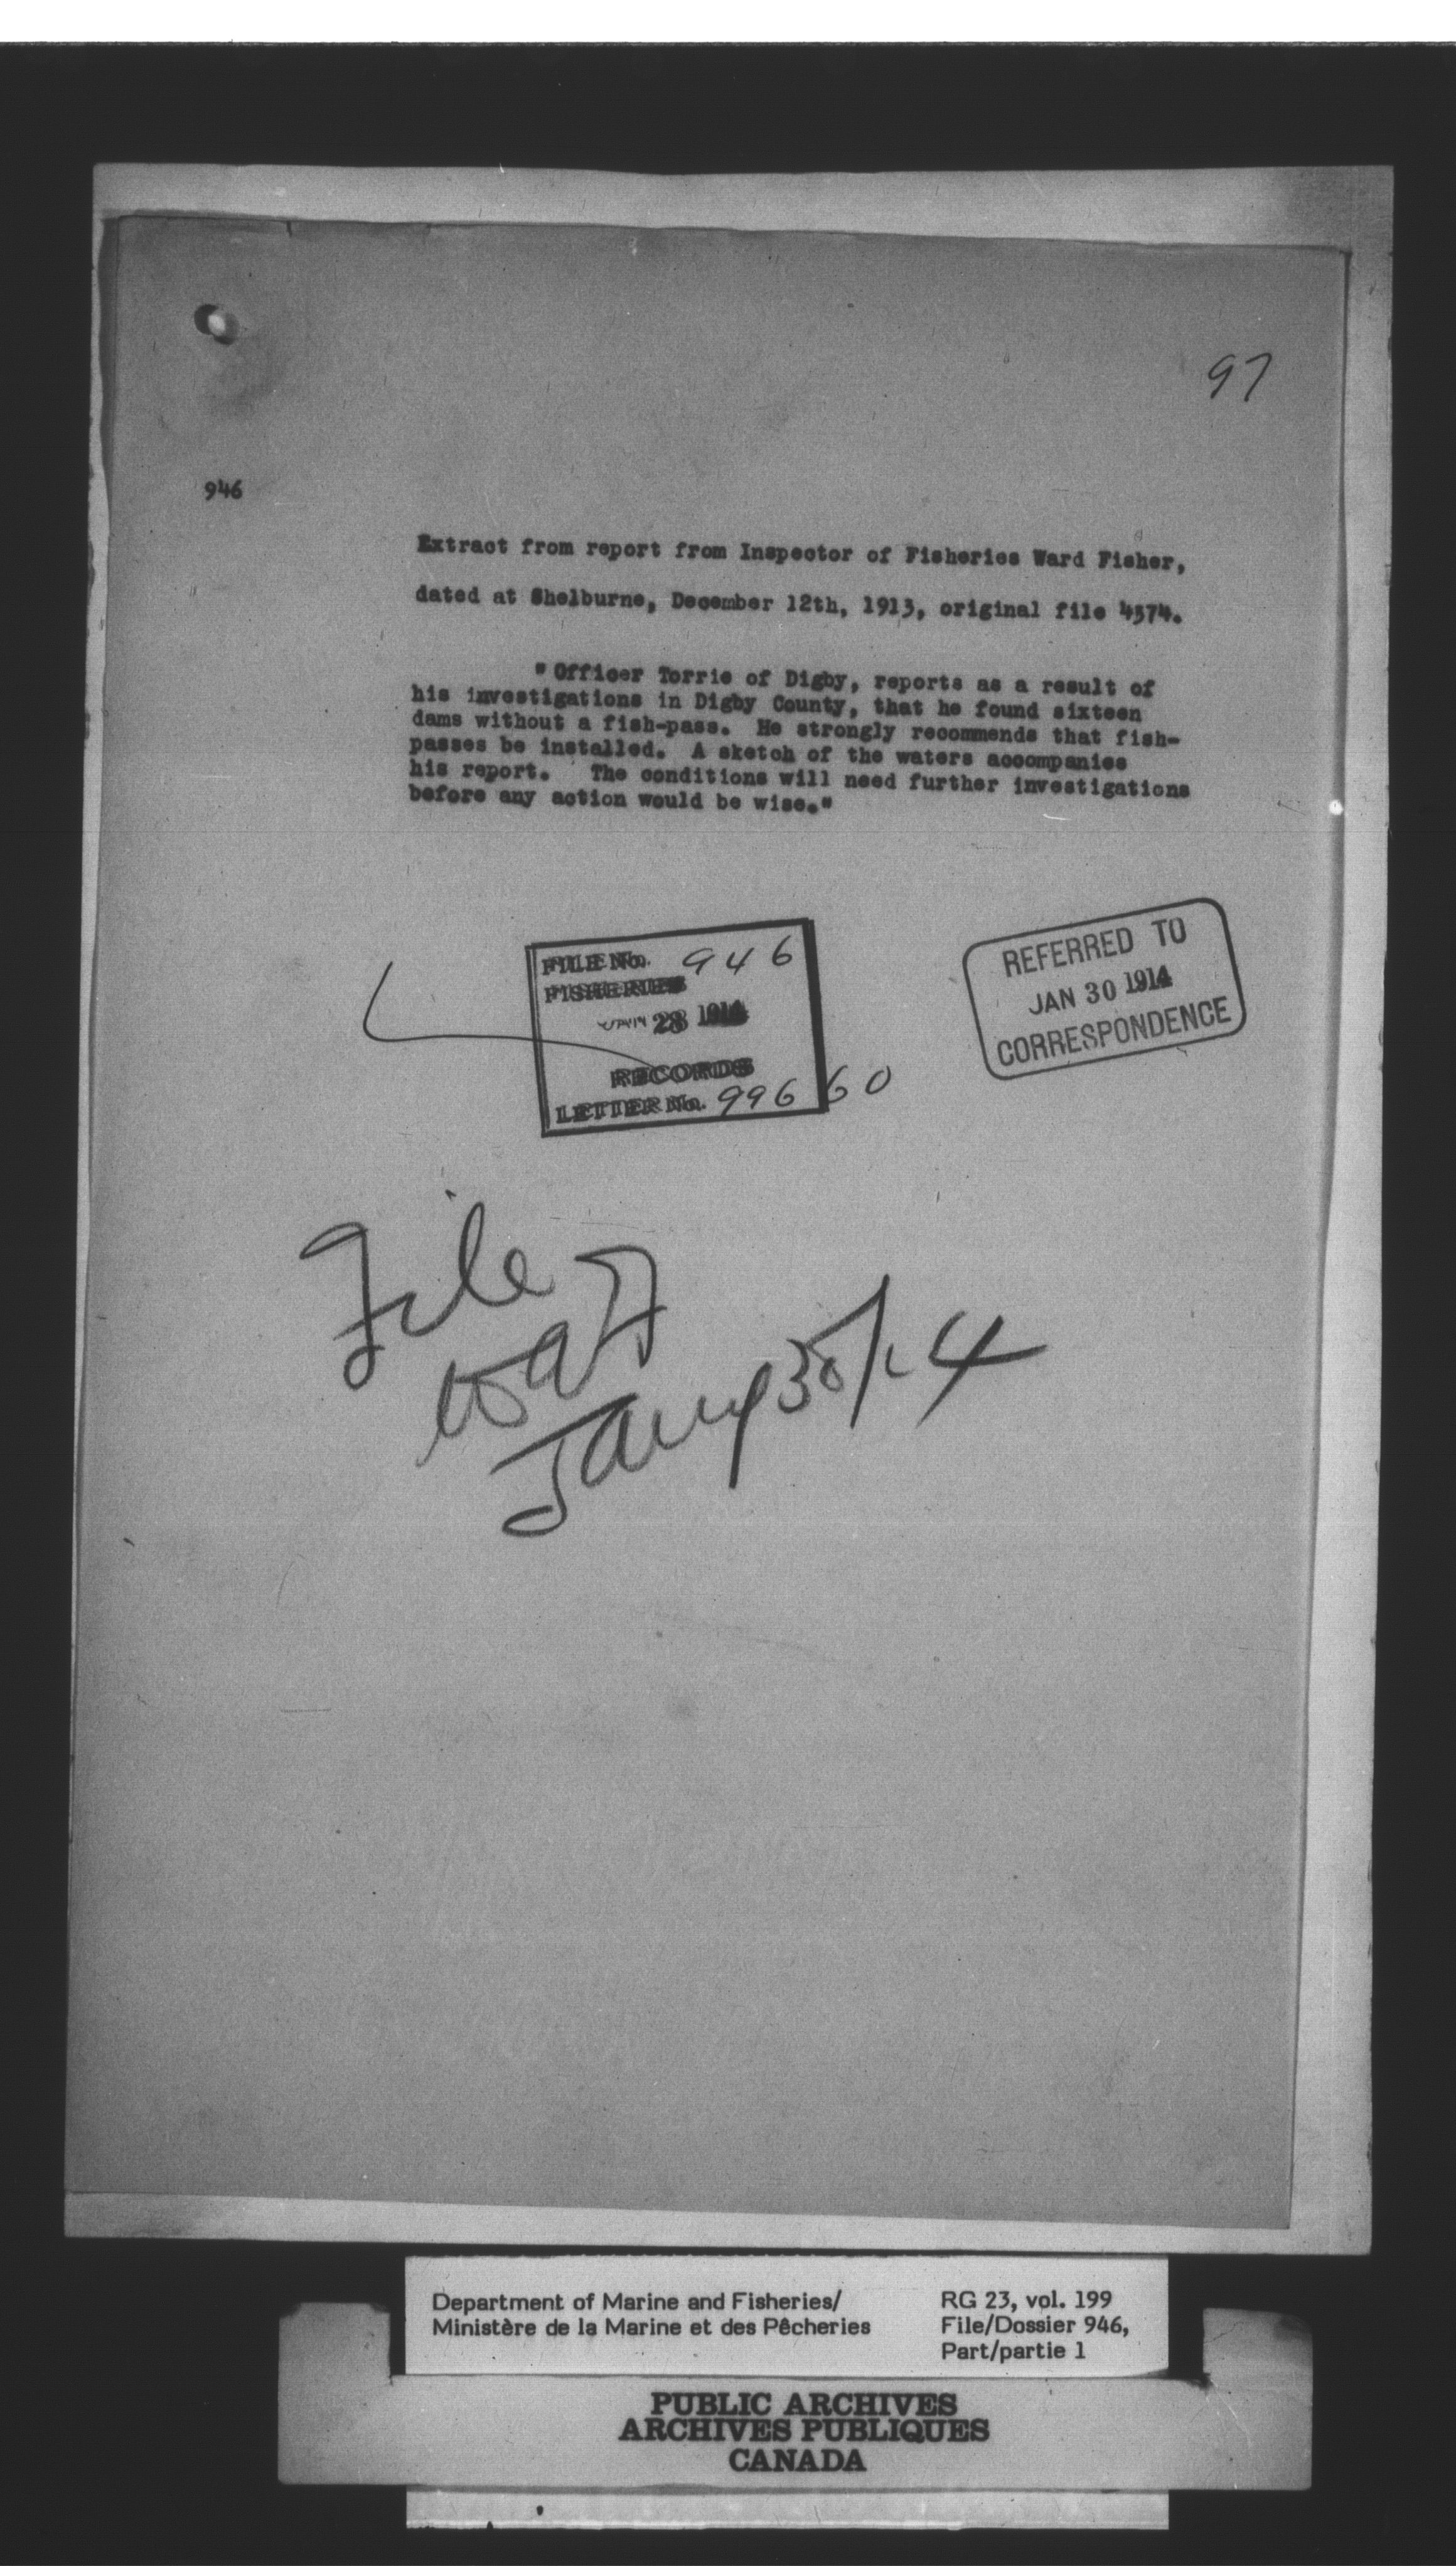 97
946
Extract from report from Inspector of Fisheries Ward Fisher,
dated at Shelburne, December 12th, 1913, original file 4574.
"Officer Torrie of Digby, reports as a result of
his investigations in Digby County, that he found sixteen
dams without a fish-pass. He strongly recommends that fish-
passes be installed. A sketch of the waters accompanies
his report. The conditions will need further investigations
before any action would be wise."
FILE No. 946
FISHERIES
JAN 28 1914
RECORDS
LETTER No. 99660
REFERRED TO
JAN 30 1914
CORRESPONDENCE
File
Jany 30/14
Department of Marine and Fisheries/
Ministère de la Marine et des Pêcheries
RG 23, vol. 199
File/Dossier 946,
Part/partie 1
PUBLIC ARCHIVES
ARCHIVES PUBLIQUES
CANADA